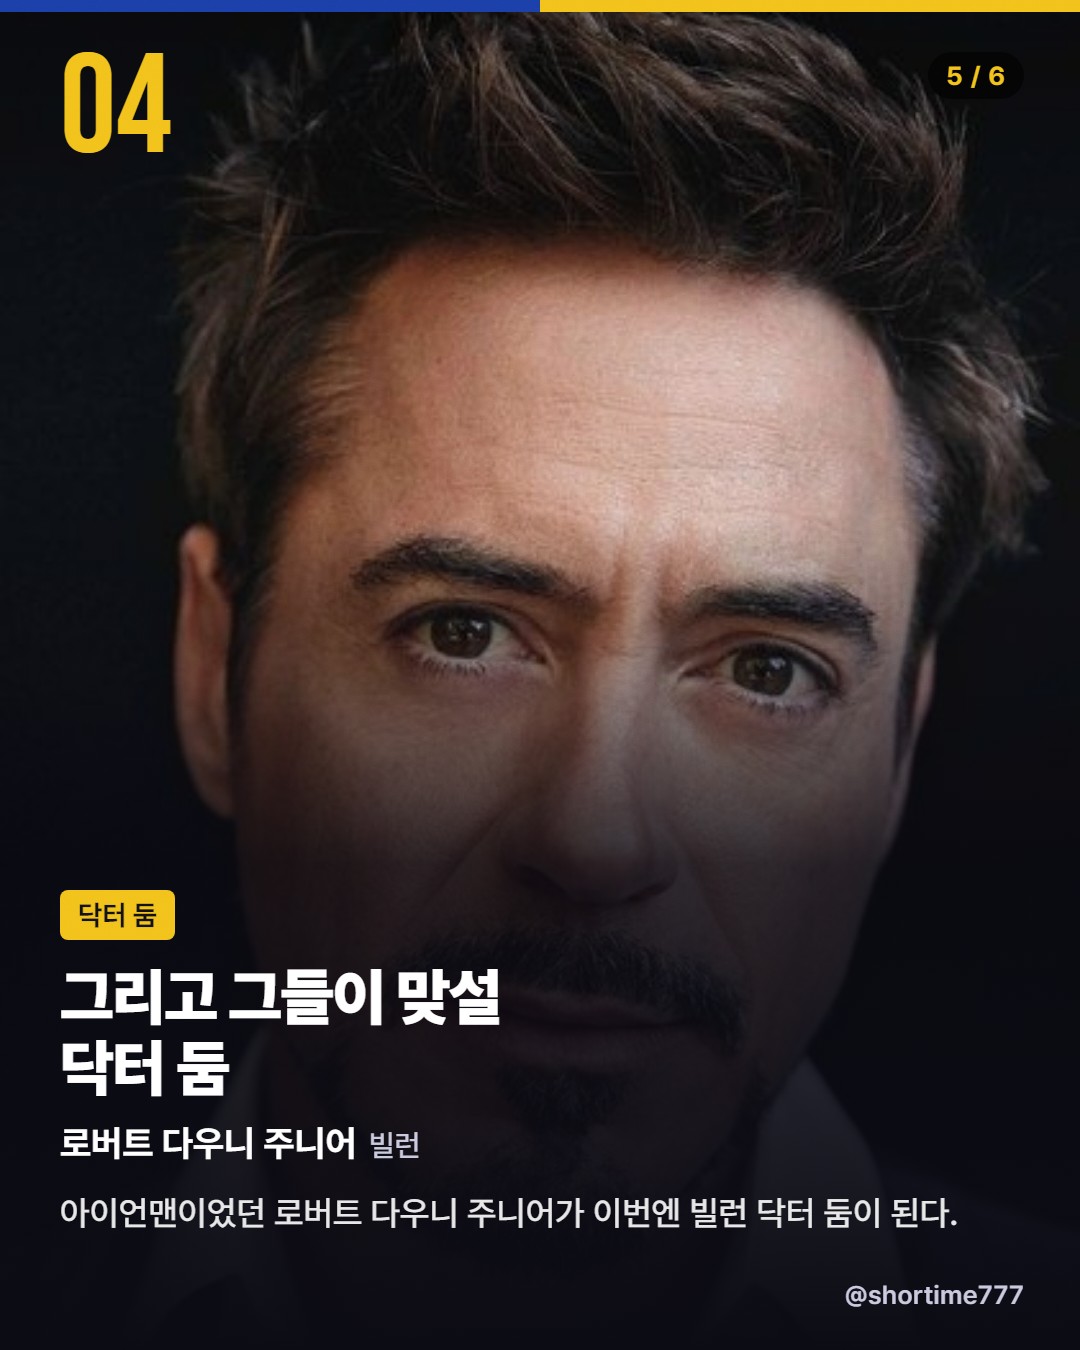 04
5 / 6
닥터 둠
그리고 그들이 맞설
닥터 둠
로버트 다우니 주니어 빌런
아이언맨이었던 로버트 다우니 주니어가 이번엔 빌런 닥터 둠이 된다.
@shortime777